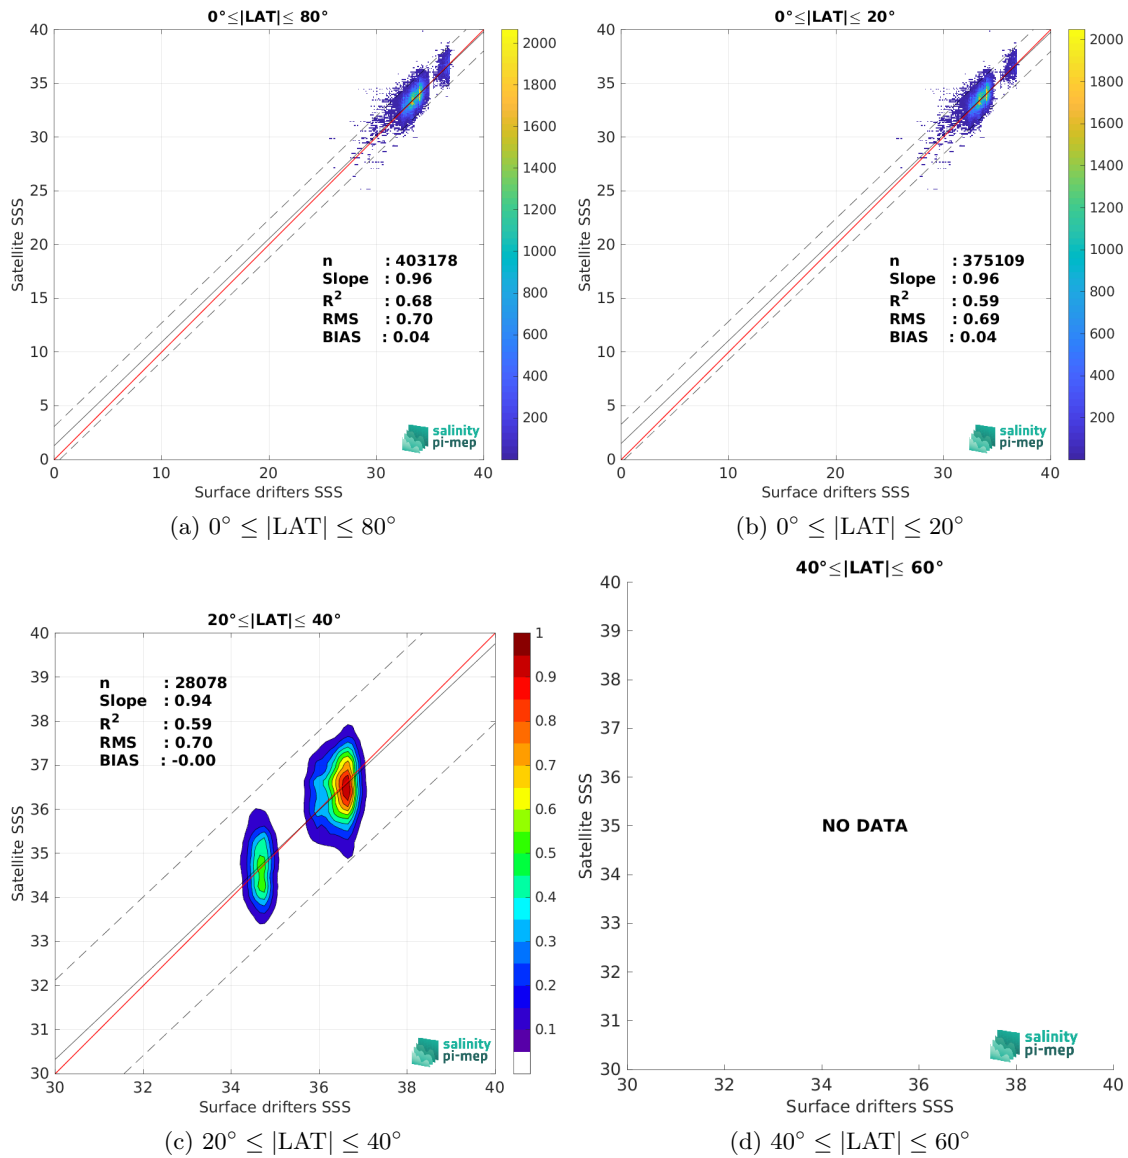 0°≤|LAT|≤ 80°
40
35
30
25
20
15
10
5
0
Satellite SSS
n : 403178
Slope : 0.96
R² : 0.68
RMS : 0.70
BIAS : 0.04
salinity
pi-mep
0 10 20 30 40
Surface drifters SSS
2000
1800
1600
1400
1200
1000
800
600
400
200
(a) 0° ≤ |LAT| ≤ 80°
0°≤|LAT|≤ 20°
40
35
30
25
20
15
10
5
0
Satellite SSS
n : 375109
Slope : 0.96
R² : 0.59
RMS : 0.69
BIAS : 0.04
salinity
pi-mep
0 10 20 30 40
Surface drifters SSS
2000
1800
1600
1400
1200
1000
800
600
400
200
(b) 0° ≤ |LAT| ≤ 20°
20°≤|LAT|≤ 40°
40
39
38
37
36
35
34
33
32
31
30
Satellite SSS
n : 28078
Slope : 0.94
R² : 0.59
RMS : 0.70
BIAS : -0.00
salinity
pi-mep
30 32 34 36 38 40
Surface drifters SSS
1
0.9
0.8
0.7
0.6
0.5
0.4
0.3
0.2
0.1
(c) 20° ≤ |LAT| ≤ 40°
40°≤|LAT|≤ 60°
40
39
38
37
36
35
34
33
32
31
30
Satellite SSS
NO DATA
salinity
pi-mep
30 32 34 36 38 40
Surface drifters SSS
(d) 40° ≤ |LAT| ≤ 60°